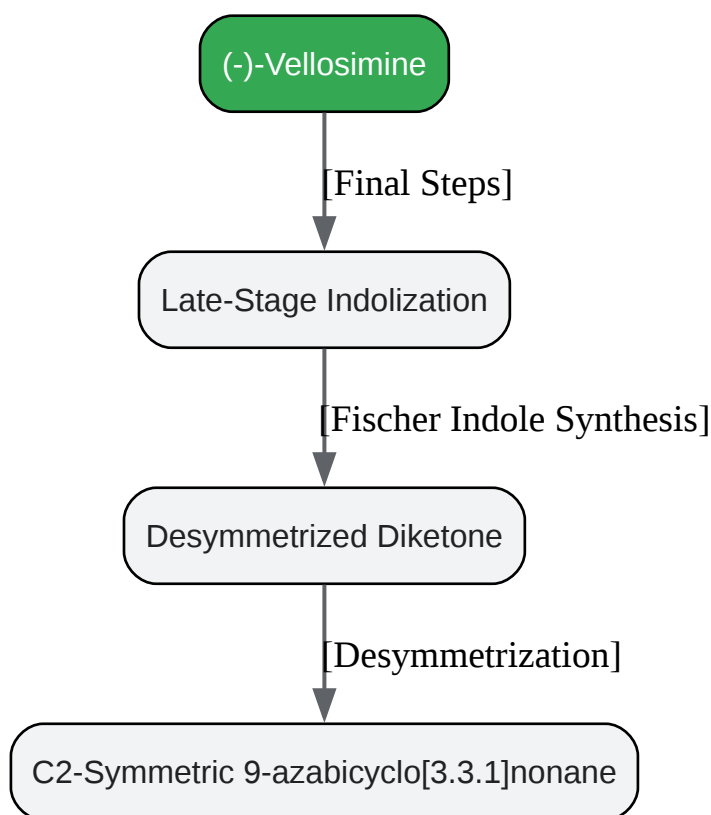 (-)-Vellosimine
[Final Steps]
Late-Stage Indolization
[Fischer Indole Synthesis]
Desymmetrized Diketone
[Desymmetrization]
C2-Symmetric 9-azabicyclo[3.3.1]nonane